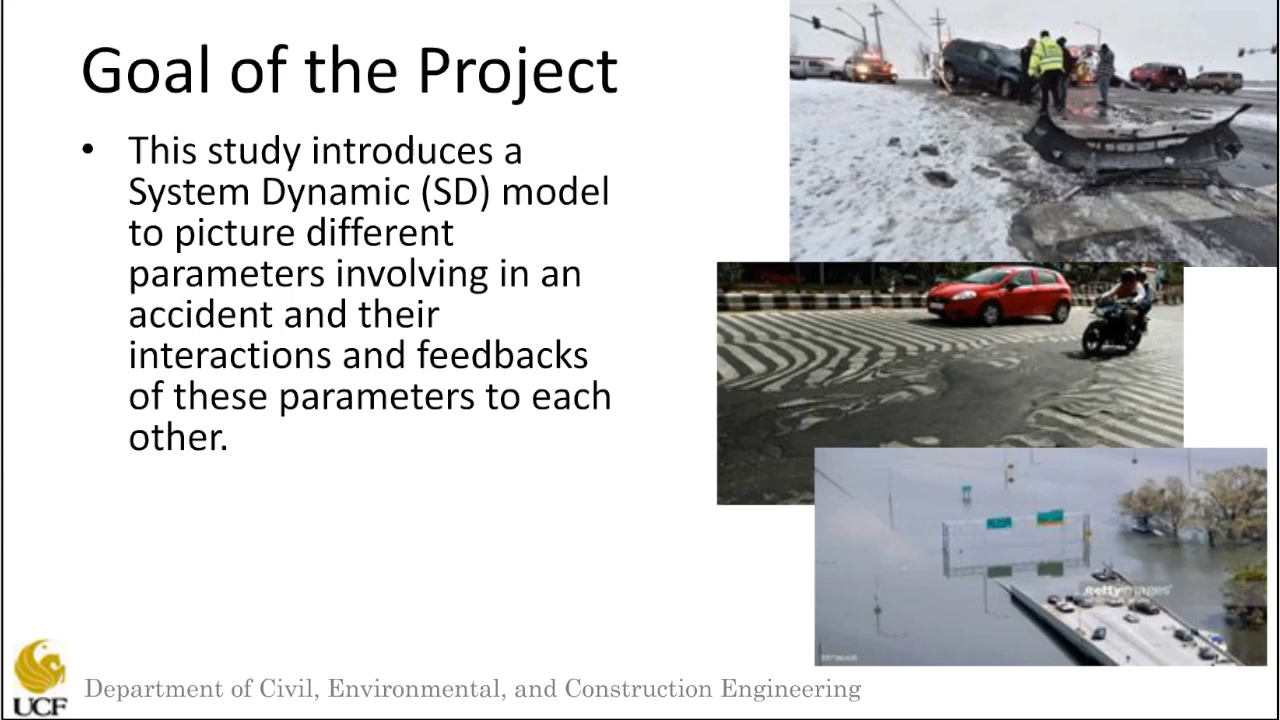 Goal of the Project
• This study introduces a
System Dynamic (SD) model
to picture different
parameters involving in an
accident and their
interactions and feedbacks
of these parameters to each
other.
gettyimages
UCF
Department of Civil, Environmental, and Construction Engineering